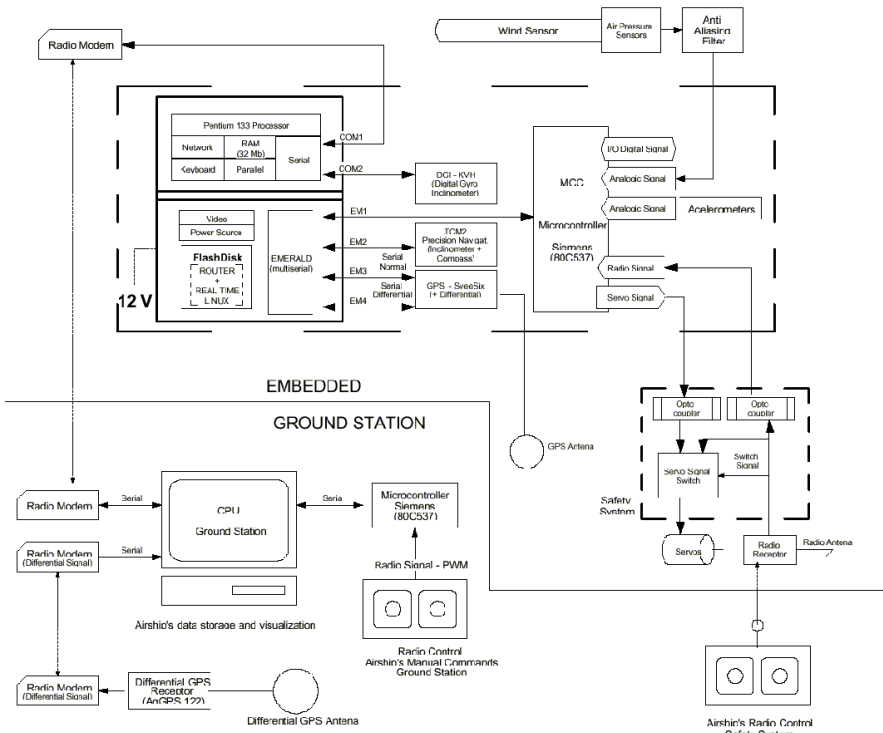 Radio Modem
Wind Sensor
Air Pressure
Sensors
Anti
Aliasing
Filter
Pentium 133 Processor
Network
RAM
(32 Mb)
Serial
Keyboard
Parallel
COM1
COM2
DGI - KVH
(Digital Gyro
Inclinometer)
MCC
Microcontroller
Siemens
(80C537)
I/O Digital Signal
Analogic Signal
Analogic Signal
Acelerometers
Radio Signal
Servo Signal
Video
Power Source
FlashDisk
ROUTER
+
REAL TIME
LINUX
EMERALD
(multiserial)
EM1
EM2
EM3
EM4
Serial
Normal
Serial
Differential
TCM2
Precision Navigat.
(Inclinometer +
Compass)
GPS - SveeSix
(+ Differential)
12 V
EMBEDDED
GROUND STATION
GPS Antena
Opto
coupler
Opto
coupler
Servo Signal
Switch
Switch
Signal
Safety
System
Servos
Radio
Receptor
Radio Antena
Radio Modem
Serial
CPU
Ground Station
Serial
Microcontroller
Siemens
(80C537)
Radio Modem
(Differential Signal)
Serial
Radio Signal - PWM
Airship's data storage and visualization
Radio Control
Airship's Manual Commands
Ground Station
Radio Modem
(Differential Signal)
Differential GPS
Receptor
(AgGPS 122)
Differential GPS Antena
Airship's Radio Control
Safety System